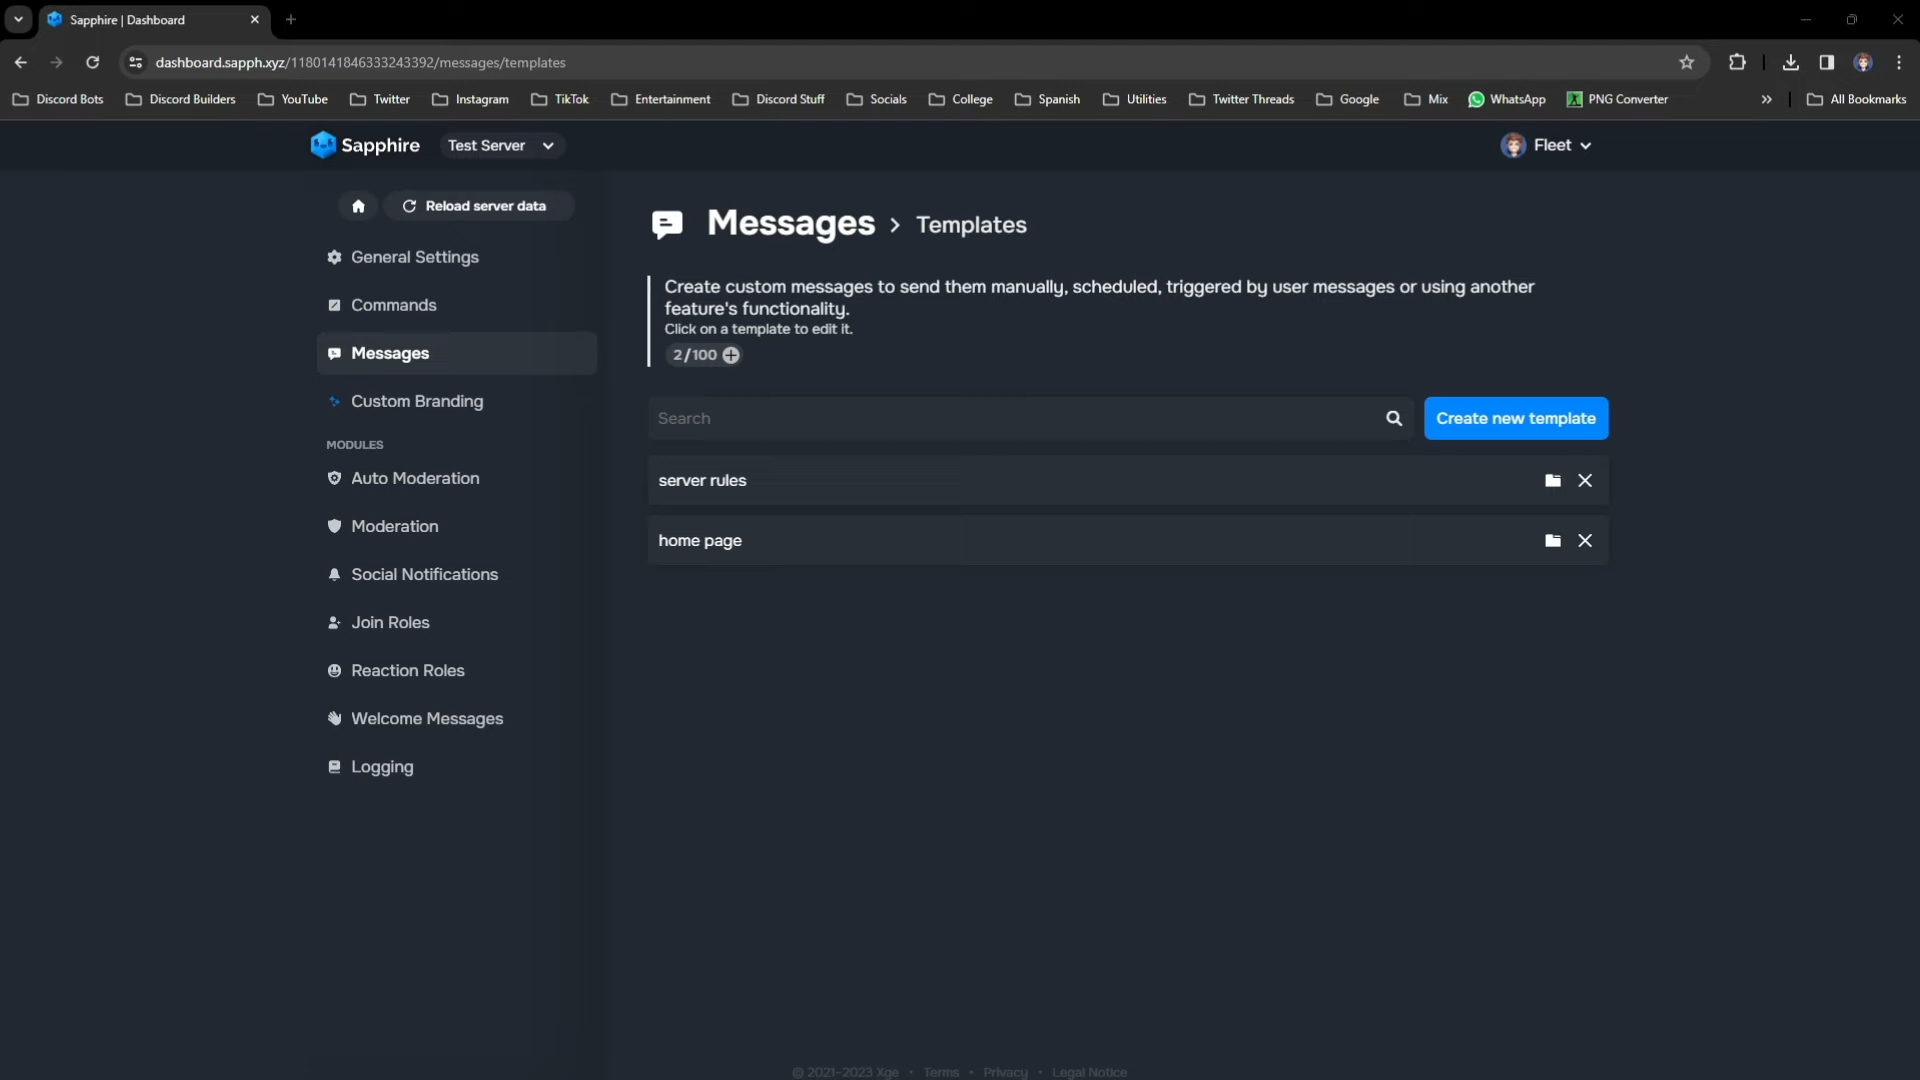 Sapphire | Dashboard
dashboard.sapph.xyz/1180141846333243392/messages/templates
Discord Bots Discord Builders YouTube Twitter Instagram TikTok Entertainment Discord Stuff Socials College Spanish Utilities Twitter Threads Google Mix WhatsApp PNG Converter » All Bookmarks
Sapphire Test Server Fleet
Reload server data
General Settings
Commands
Messages
Custom Branding
MODULES
Auto Moderation
Moderation
Social Notifications
Join Roles
Reaction Roles
Welcome Messages
Logging
Messages > Templates
Create custom messages to send them manually, scheduled, triggered by user messages or using another
feature's functionality.
Click on a template to edit it.
2/100
Search
Create new template
server rules
home page
© 2021-2023 Xge • Terms • Privacy • Legal Notice